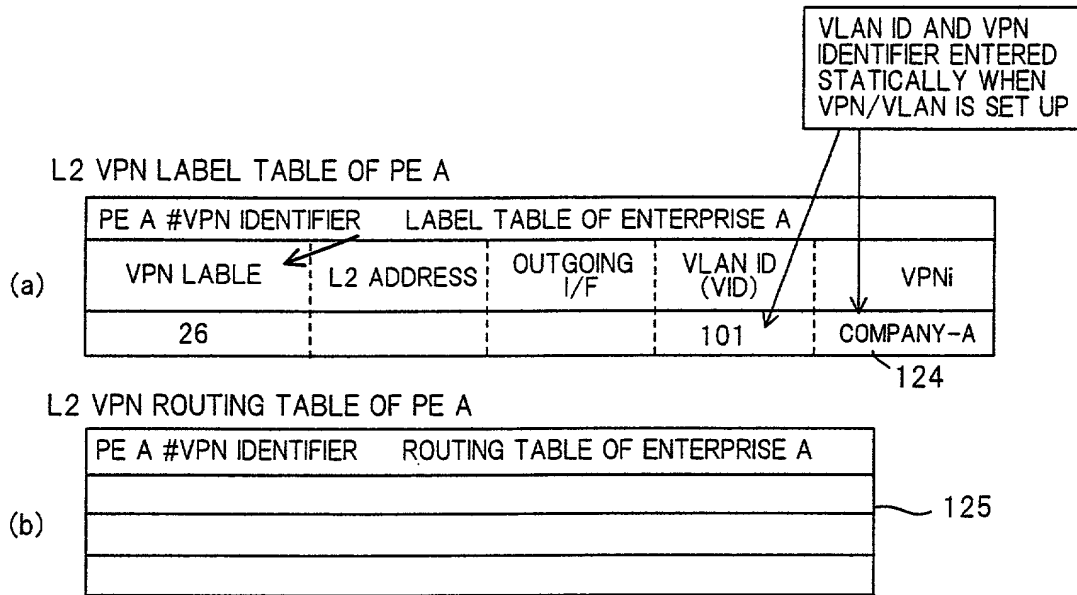 VLAN ID AND VPN
IDENTIFIER ENTERED
STATICALLY WHEN
VPN/VLAN IS SET UP
L2 VPN LABEL TABLE OF PE A
PE A #VPN IDENTIFIER LABEL TABLE OF ENTERPRISE A
(a)
VPN LABLE
L2 ADDRESS
OUTGOING
I/F
VLAN ID
(VID)
VPNi
26
101
COMPANY-A
124
L2 VPN ROUTING TABLE OF PE A
PE A #VPN IDENTIFIER ROUTING TABLE OF ENTERPRISE A
(b)
125